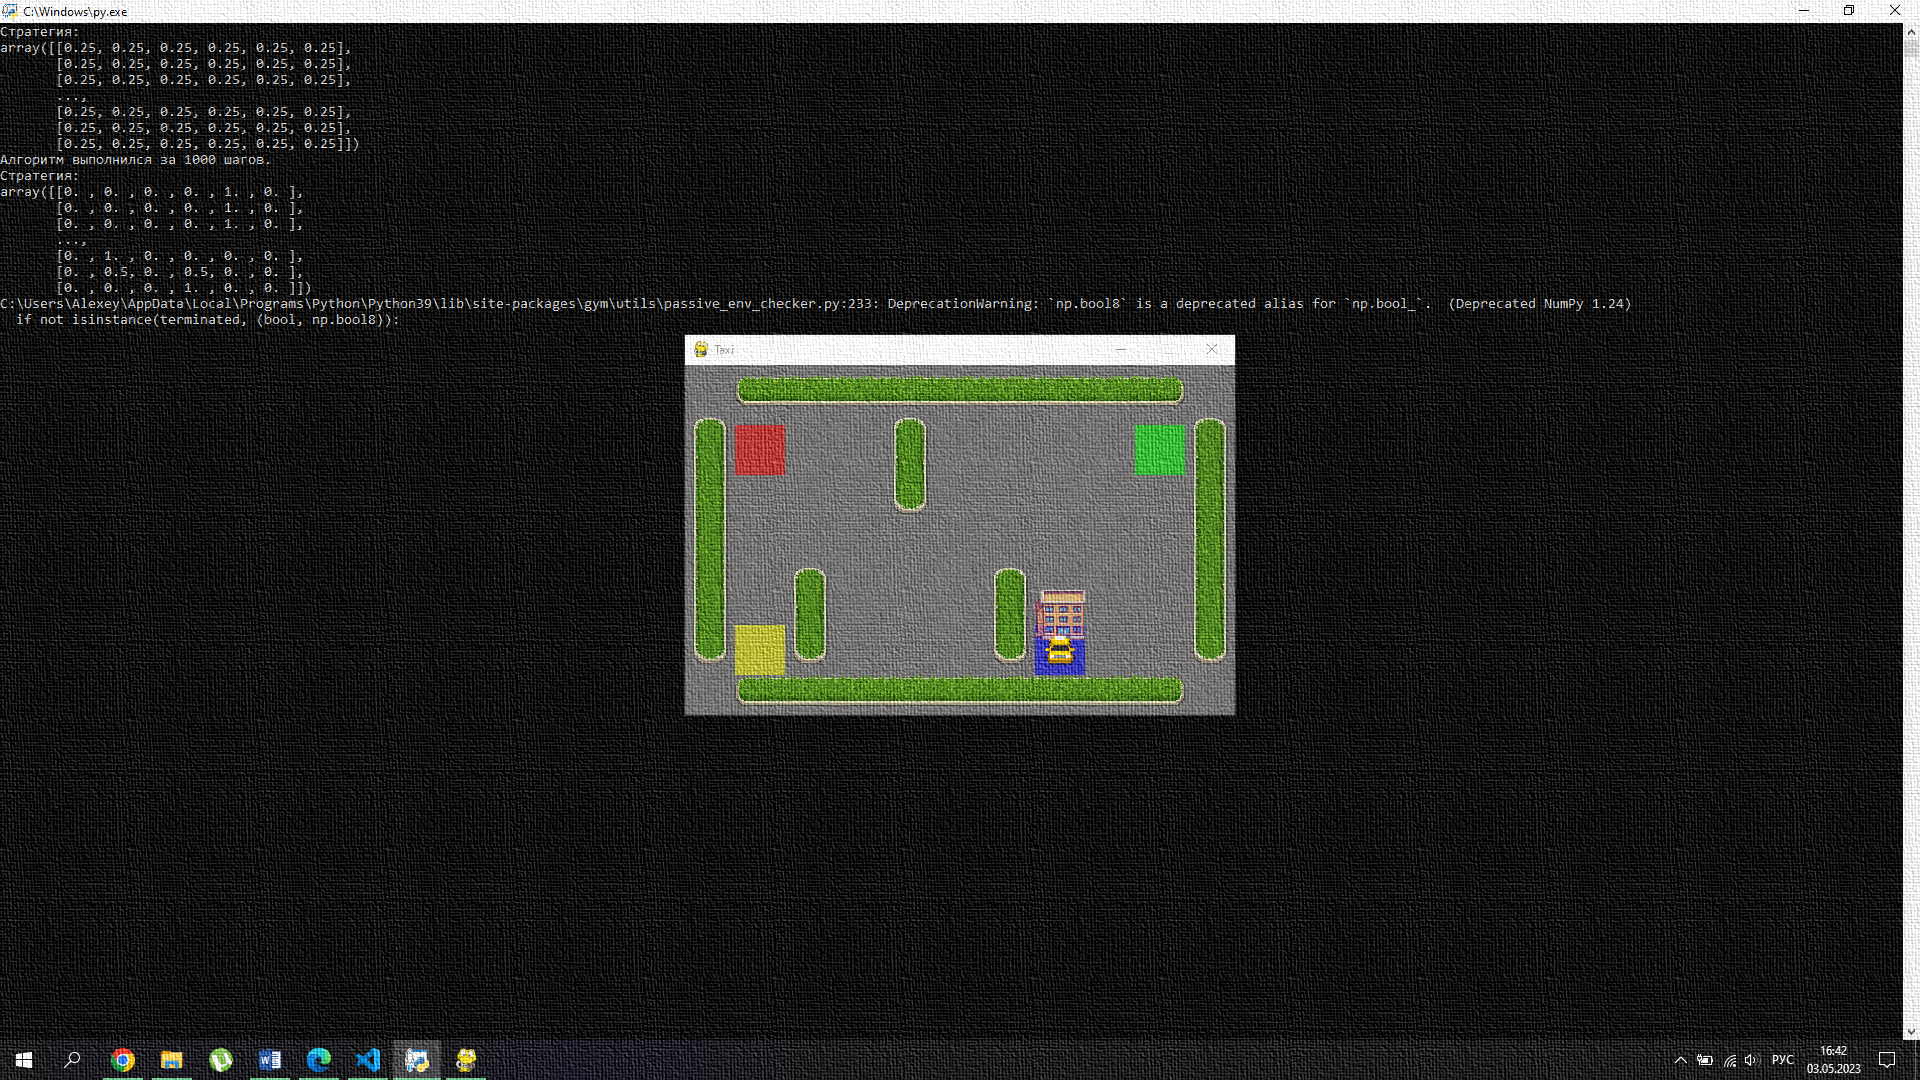 C:\Windows\py.exe
Стратегия:
array([[0.25, 0.25, 0.25, 0.25, 0.25, 0.25],
       [0.25, 0.25, 0.25, 0.25, 0.25, 0.25],
       [0.25, 0.25, 0.25, 0.25, 0.25, 0.25],
       ...,
       [0.25, 0.25, 0.25, 0.25, 0.25, 0.25],
       [0.25, 0.25, 0.25, 0.25, 0.25, 0.25],
       [0.25, 0.25, 0.25, 0.25, 0.25, 0.25]])
Алгоритм выполнился за 1000 шагов.
Стратегия:
array([[0. , 0. , 0. , 0. , 1. , 0. ],
       [0. , 0. , 0. , 0. , 1. , 0. ],
       [0. , 0. , 0. , 0. , 1. , 0. ],
       ...,
       [0. , 1. , 0. , 0. , 0. , 0. ],
       [0. , 0.5, 0. , 0.5, 0. , 0. ],
       [0. , 0. , 0. , 1. , 0. , 0. ]])
C:\Users\Alexey\AppData\Local\Programs\Python\Python39\lib\site-packages\gym\utils\passive_env_checker.py:233: DeprecationWarning: `np.bool8` is a deprecated alias for `np.bool_`.  (Deprecated NumPy 1.24)
  if not isinstance(terminated, (bool, np.bool8)):
Taxi
РУС
16:42
03.05.2023